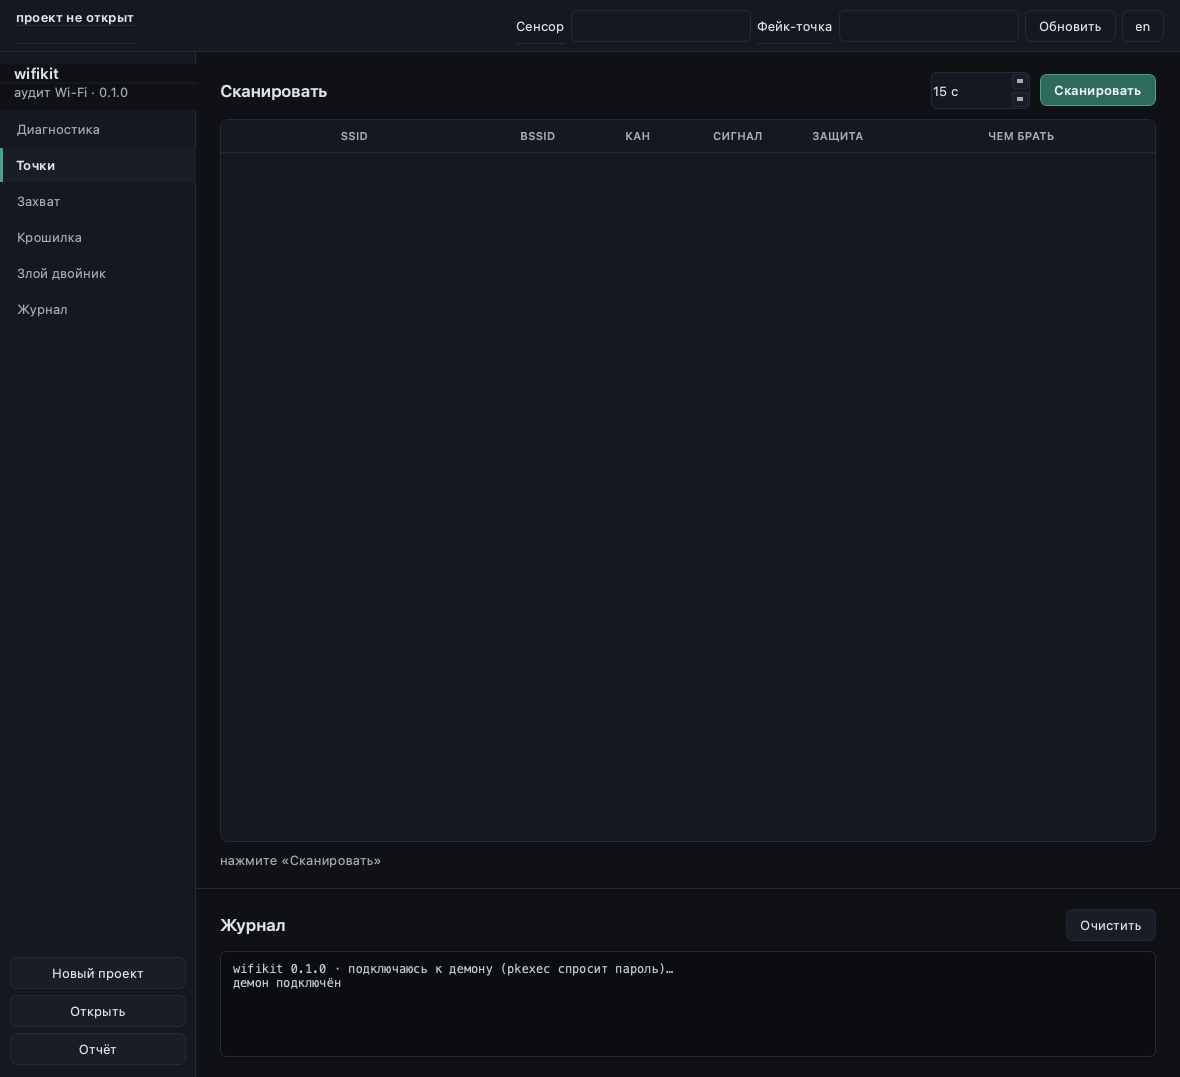 проект не открыт
Сенсор
Фейк-точка
Обновить
en
wifikit
аудит Wi-Fi · 0.1.0
Диагностика
Точки
Захват
Крошилка
Злой двойник
Журнал
Новый проект
Открыть
Отчёт
Сканировать
15 с
Сканировать
SSID BSSID КАН СИГНАЛ ЗАЩИТА ЧЕМ БРАТЬ
нажмите «Сканировать»
Журнал
Очистить
wifikit 0.1.0 · подключаюсь к демону (pkexec спросит пароль)…
демон подключён